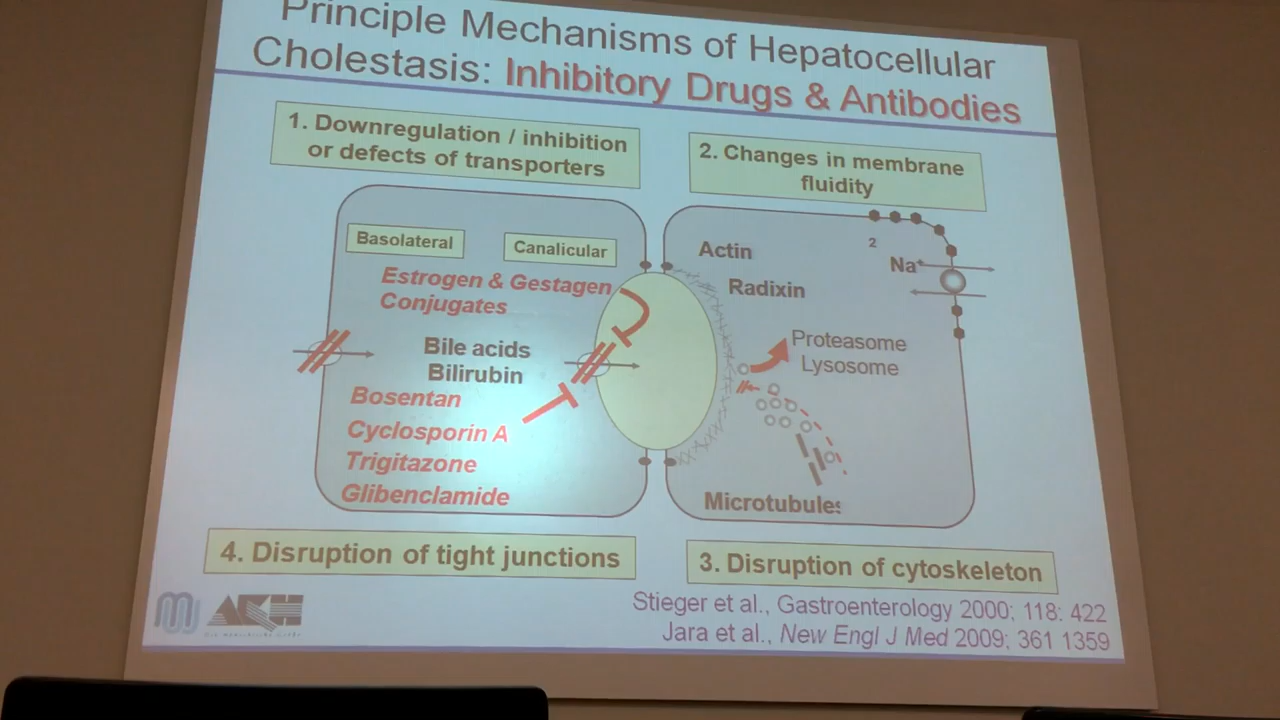 Principle Mechanisms of Hepatocellular
Cholestasis: Inhibitory Drugs & Antibodies
1. Downregulation / inhibition
or defects of transporters
2. Changes in membrane
fluidity
Basolateral
Canalicular
Estrogen & Gestagen
Conjugates
Bile acids
Bilirubin
Bosentan
Cyclosporin A
Trigitazone
Glibenclamide
Actin
Radixin
2
Na+
Proteasome
Lysosome
Microtubules
4. Disruption of tight junctions
3. Disruption of cytoskeleton
Stieger et al., Gastroenterology 2000; 118: 422
Jara et al., New Engl J Med 2009; 361 1359
AKH